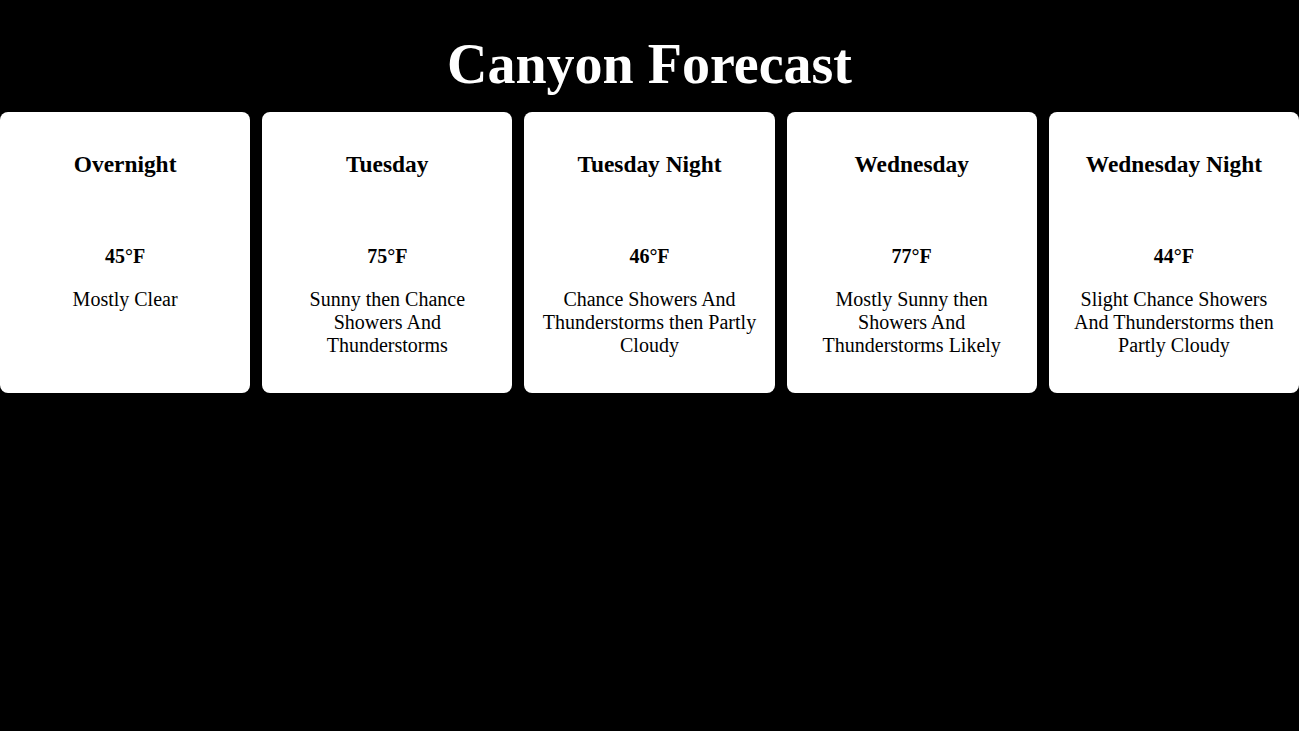 Canyon Forecast
Overnight
45°F
Mostly Clear
Tuesday
75°F
Sunny then Chance
Showers And
Thunderstorms
Tuesday Night
46°F
Chance Showers And
Thunderstorms then Partly
Cloudy
Wednesday
77°F
Mostly Sunny then
Showers And
Thunderstorms Likely
Wednesday Night
44°F
Slight Chance Showers
And Thunderstorms then
Partly Cloudy